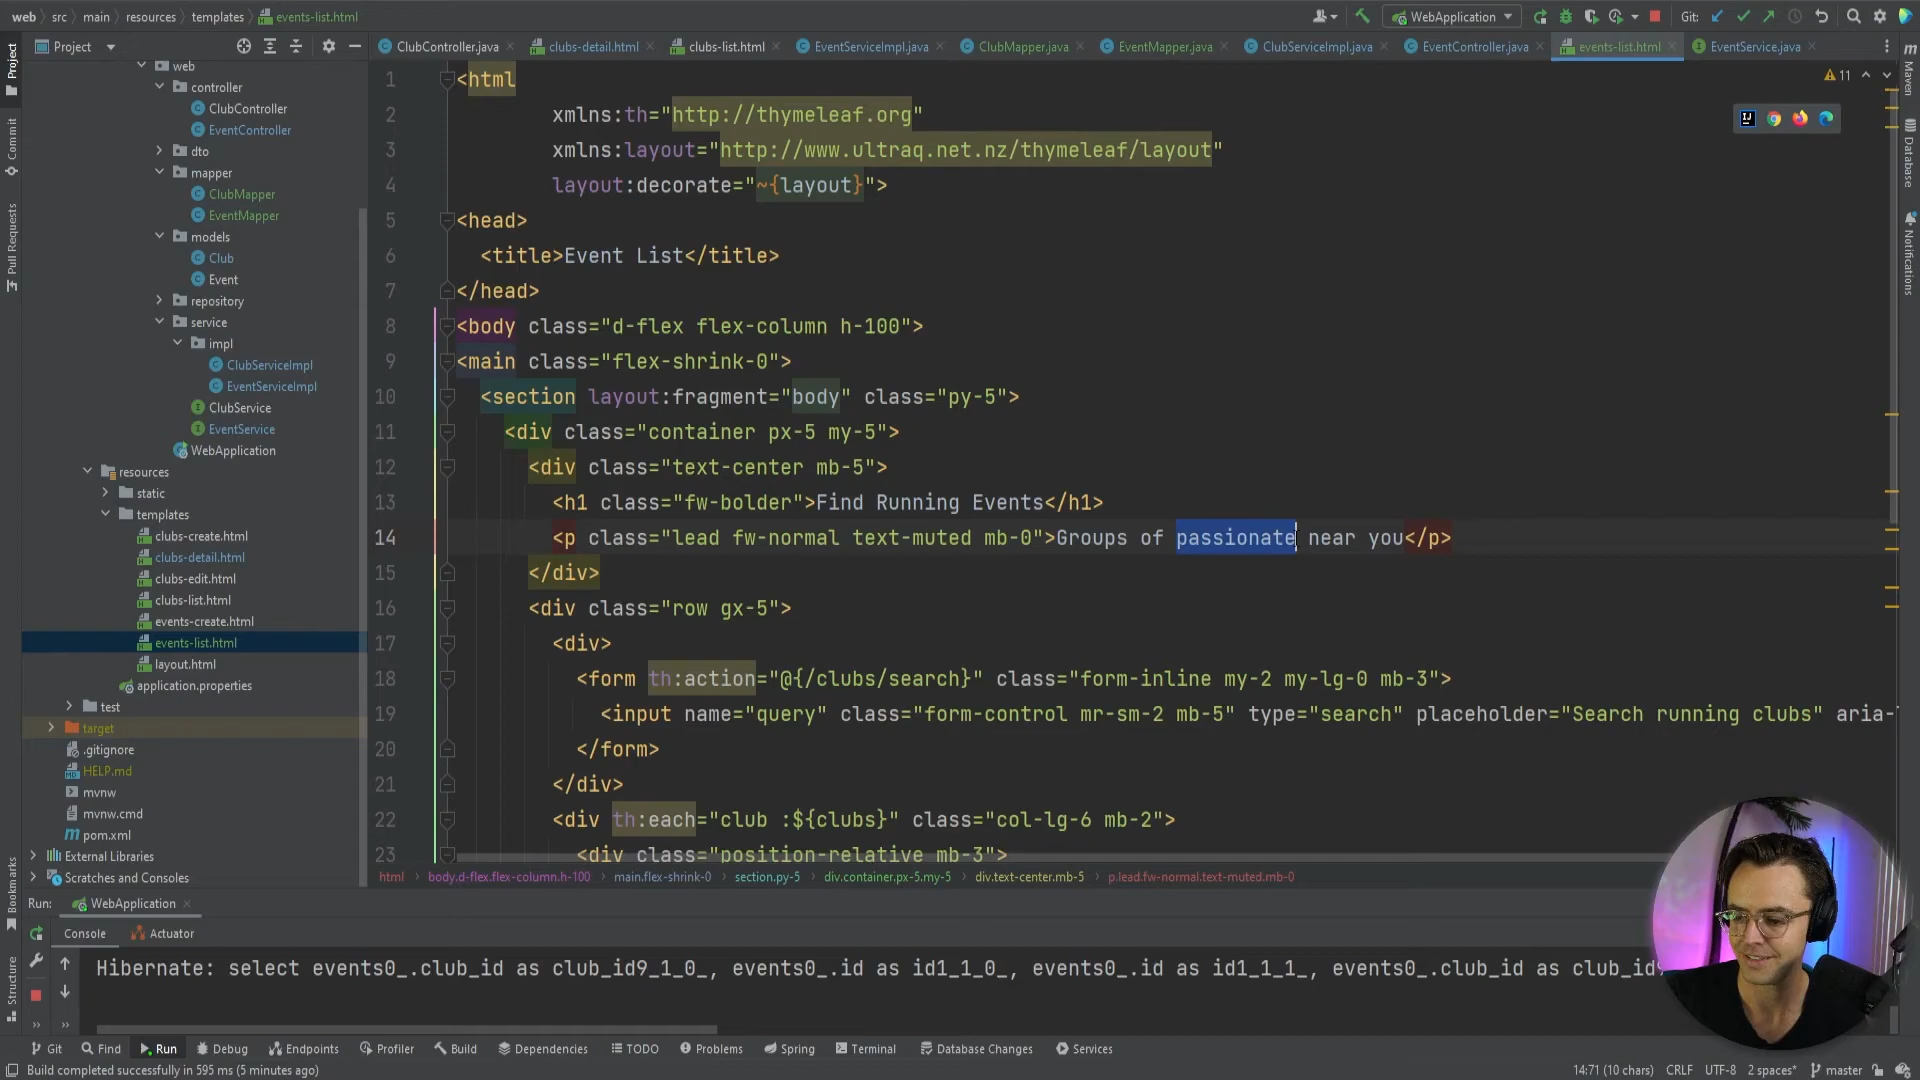 web > src > main > resources > templates > events-list.html
WebApplication
Git:
Project
ClubController.java
clubs-detail.html
clubs-list.html
EventServiceImpl.java
ClubMapper.java
EventMapper.java
ClubServiceImpl.java
EventController.java
events-list.html
EventService.java
web
controller
ClubController
EventController
dto
mapper
ClubMapper
EventMapper
models
Club
Event
repository
service
impl
ClubServiceImpl
EventServiceImpl
ClubService
EventService
WebApplication
resources
static
templates
clubs-create.html
clubs-detail.html
clubs-edit.html
clubs-list.html
events-create.html
events-list.html
layout.html
application.properties
test
target
.gitignore
HELP.md
mvnw
mvnw.cmd
pom.xml
External Libraries
Scratches and Consoles
Project
Commit
Pull Requests
Bookmarks
Structure
Maven
Database
Notifications
11
1 <html
2 xmlns:th="http://thymeleaf.org"
3 xmlns:layout="http://www.ultraq.net.nz/thymeleaf/layout"
4 layout:decorate="~{layout}">
5 <head>
6 <title>Event List</title>
7 </head>
8 <body class="d-flex flex-column h-100">
9 <main class="flex-shrink-0">
10 <section layout:fragment="body" class="py-5">
11 <div class="container px-5 my-5">
12 <div class="text-center mb-5">
13 <h1 class="fw-bolder">Find Running Events</h1>
14 <p class="lead fw-normal text-muted mb-0">Groups of passionate near you</p>
15 </div>
16 <div class="row gx-5">
17 <div>
18 <form th:action="@{/clubs/search}" class="form-inline my-2 my-lg-0 mb-3">
19 <input name="query" class="form-control mr-sm-2 mb-5" type="search" placeholder="Search running clubs" aria-
20 </form>
21 </div>
22 <div th:each="club :${clubs}" class="col-lg-6 mb-2">
23 <div class="position-relative mb-3">
html body.d-flex.flex-column.h-100 main.flex-shrink-0 section.py-5 div.container.px-5.my-5 div.text-center.mb-5 p.lead.fw-normal.text-muted.mb-0
Run: WebApplication
Console Actuator
Hibernate: select events0_.club_id as club_id9_1_0_, events0_.id as id1_1_0_, events0_.id as id1_1_1_, events0_.club_id as
Git Find Run Debug Endpoints Profiler Build Dependencies TODO Problems Spring Terminal Database Changes Services
Build completed successfully in 595 ms (5 minutes ago)
14:71 (10 chars) CRLF UTF-8 2 spaces* master